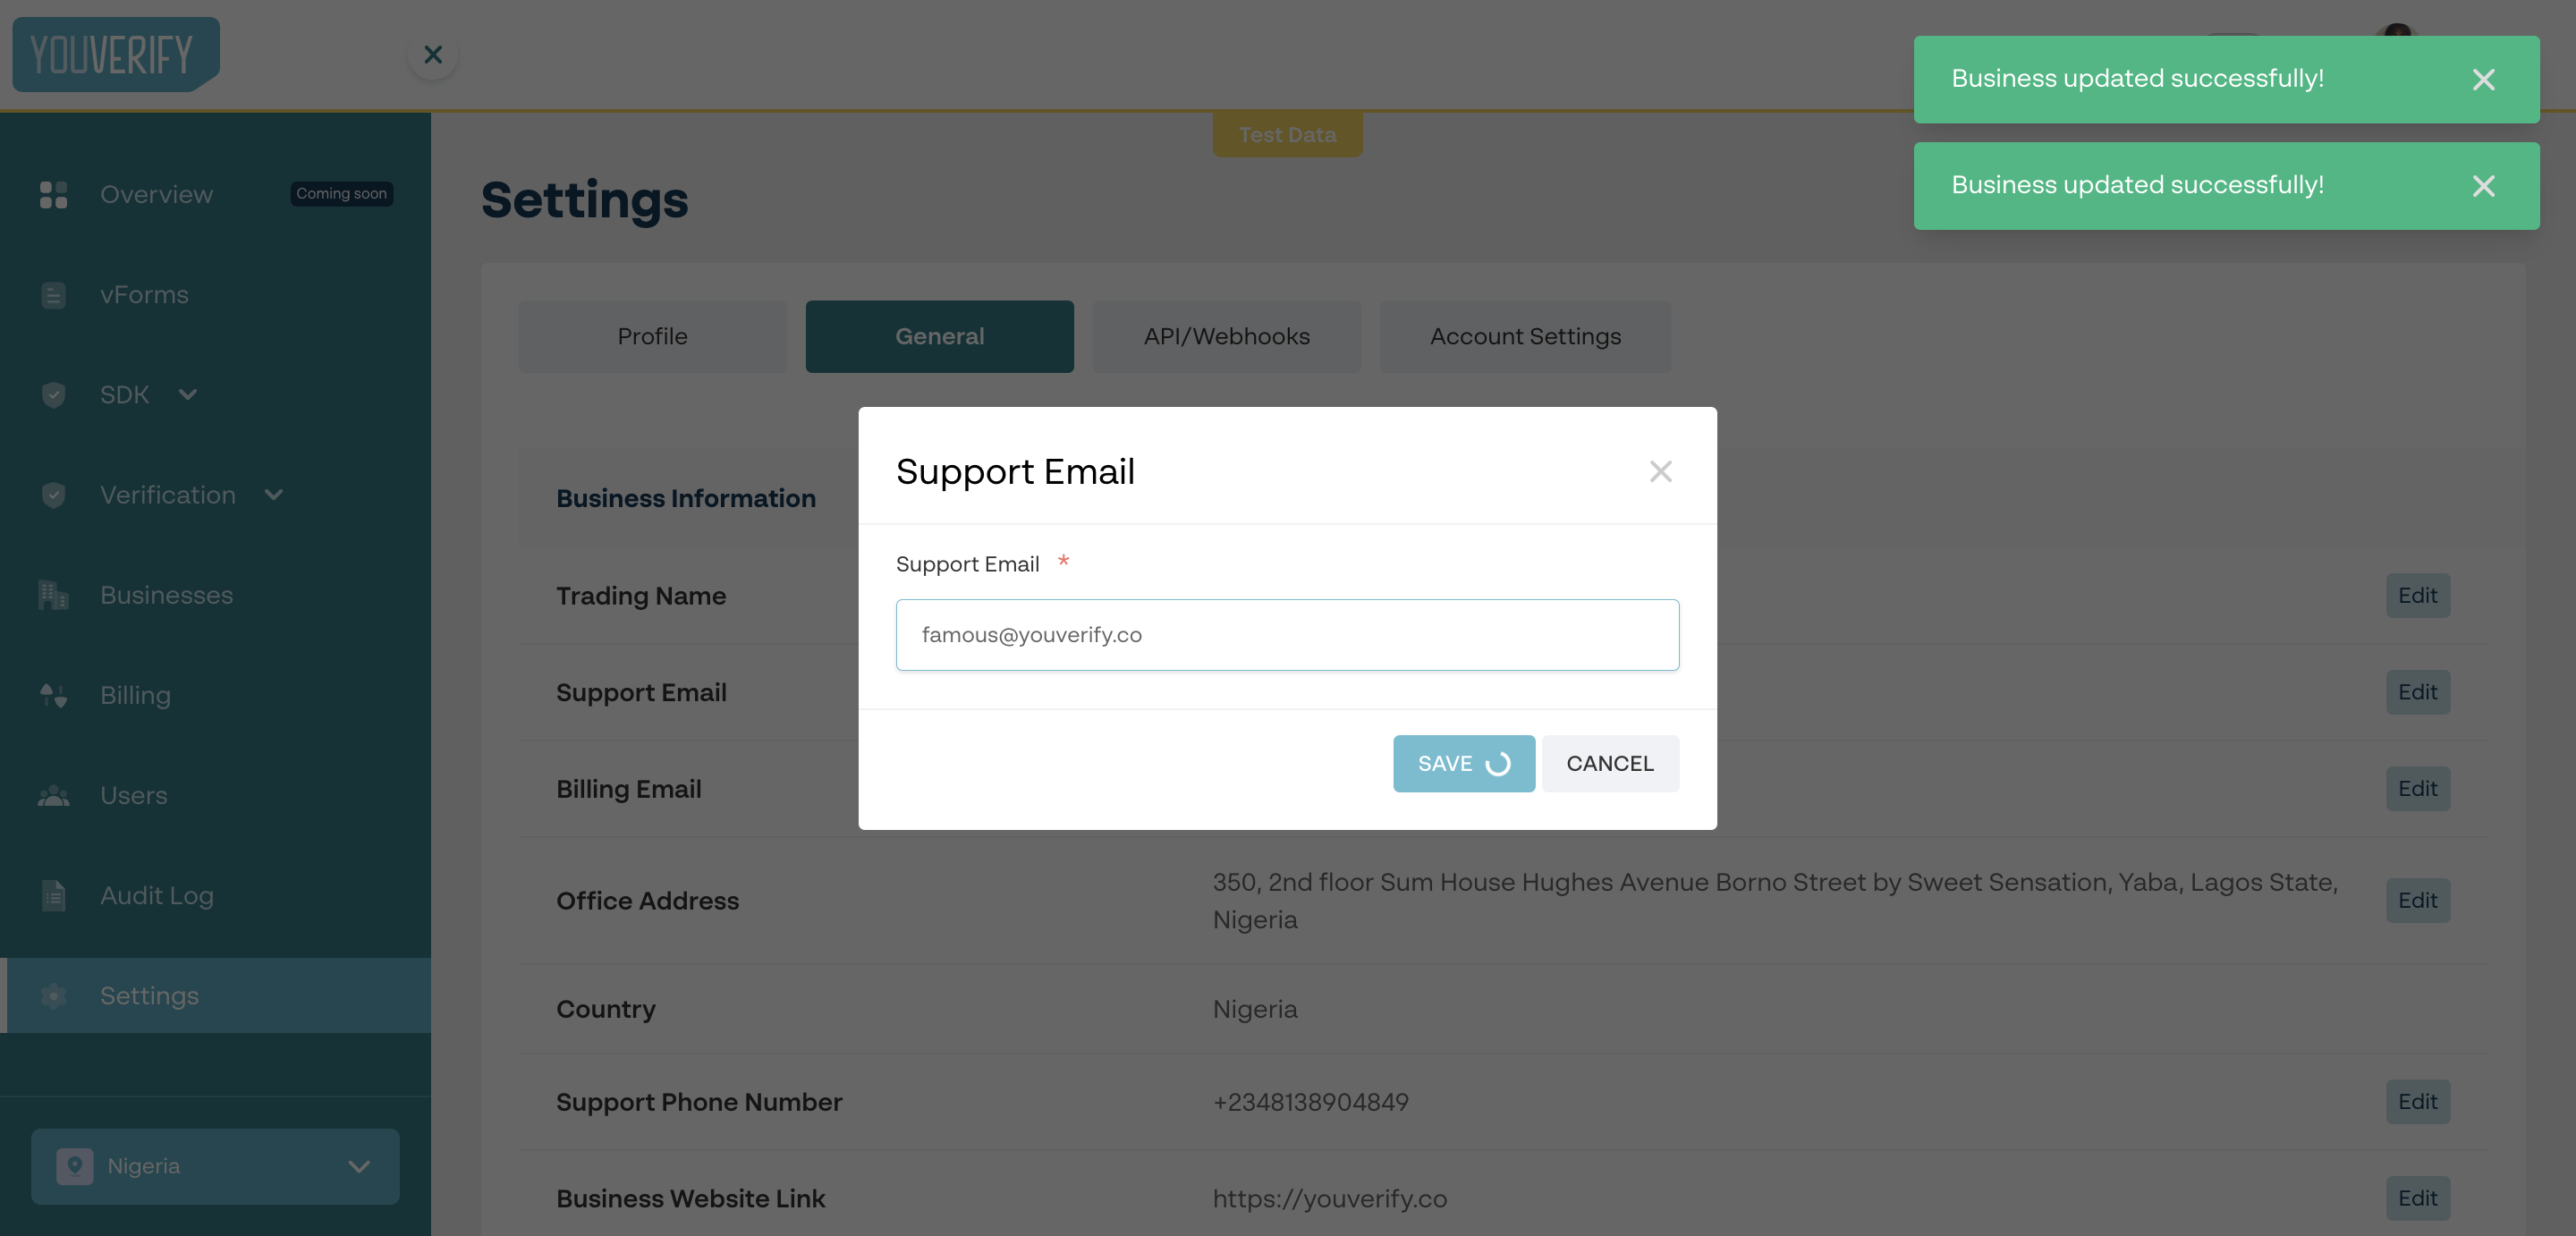 YOUVERIFY
Business updated successfully!
Test Data
Business updated successfully!
Overview
Coming soon
Settings
vForms
Profile
General
API/Webhooks
Account Settings
SDK
Support Email
Verification
Business Information
Support Email *
Businesses
Trading Name
Edit
famous@youverify.co
Billing
Support Email
Edit
SAVE
CANCEL
Users
Billing Email
Edit
Audit Log
Office Address
350, 2nd floor Sum House Hughes Avenue Borno Street by Sweet Sensation, Yaba, Lagos State,
Nigeria
Edit
Settings
Country
Nigeria
Support Phone Number
+2348138904849
Edit
Nigeria
Business Website Link
https://youverify.co
Edit